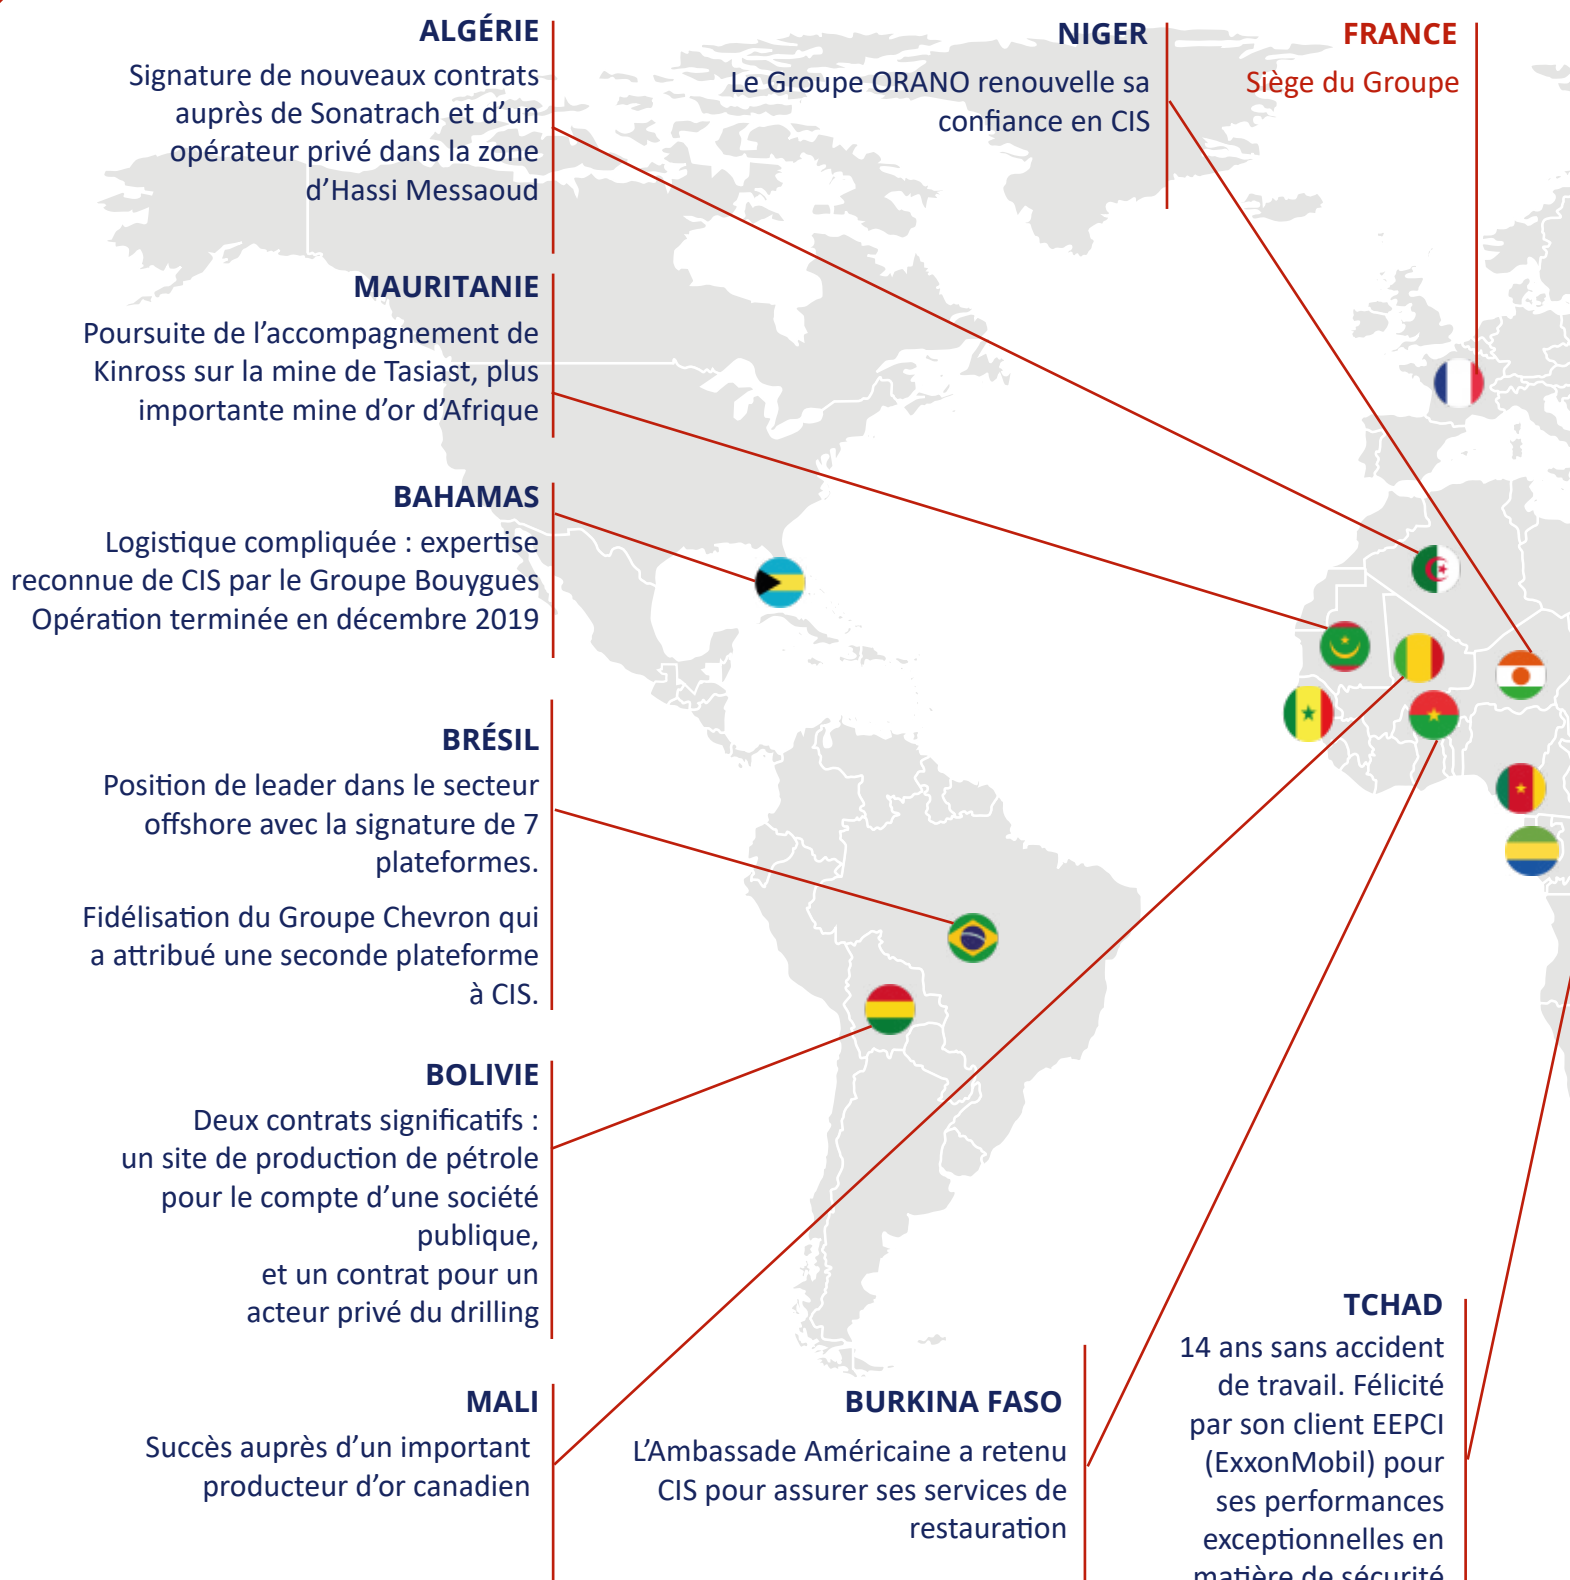 ALGÉRIE
Signature de nouveaux contrats
auprès de Sonatrach et d’un
opérateur privé dans la zone
d’Hassi Messaoud
NIGER
Le Groupe ORANO renouvelle sa
confiance en CIS
FRANCE
Siège du Groupe
MAURITANIE
Poursuite de l’accompagnement de
Kinross sur la mine de Tasiast, plus
importante mine d’or d’Afrique
BAHAMAS
Logistique compliquée : expertise
reconnue de CIS par le Groupe Bouygues
Opération terminée en décembre 2019
BRÉSIL
Position de leader dans le secteur
offshore avec la signature de 7
plateformes.
Fidélisation du Groupe Chevron qui
a attribué une seconde plateforme
à CIS.
BOLIVIE
Deux contrats significatifs :
un site de production de pétrole
pour le compte d’une société
publique,
et un contrat pour un
acteur privé du drilling
MALI
Succès auprès d’un important
producteur d’or canadien
BURKINA FASO
L’Ambassade Américaine a retenu
CIS pour assurer ses services de
restauration
TCHAD
14 ans sans accident
de travail. Félicité
par son client EEPCI
(ExxonMobil) pour
ses performances
exceptionnelles en
matière de sécurité